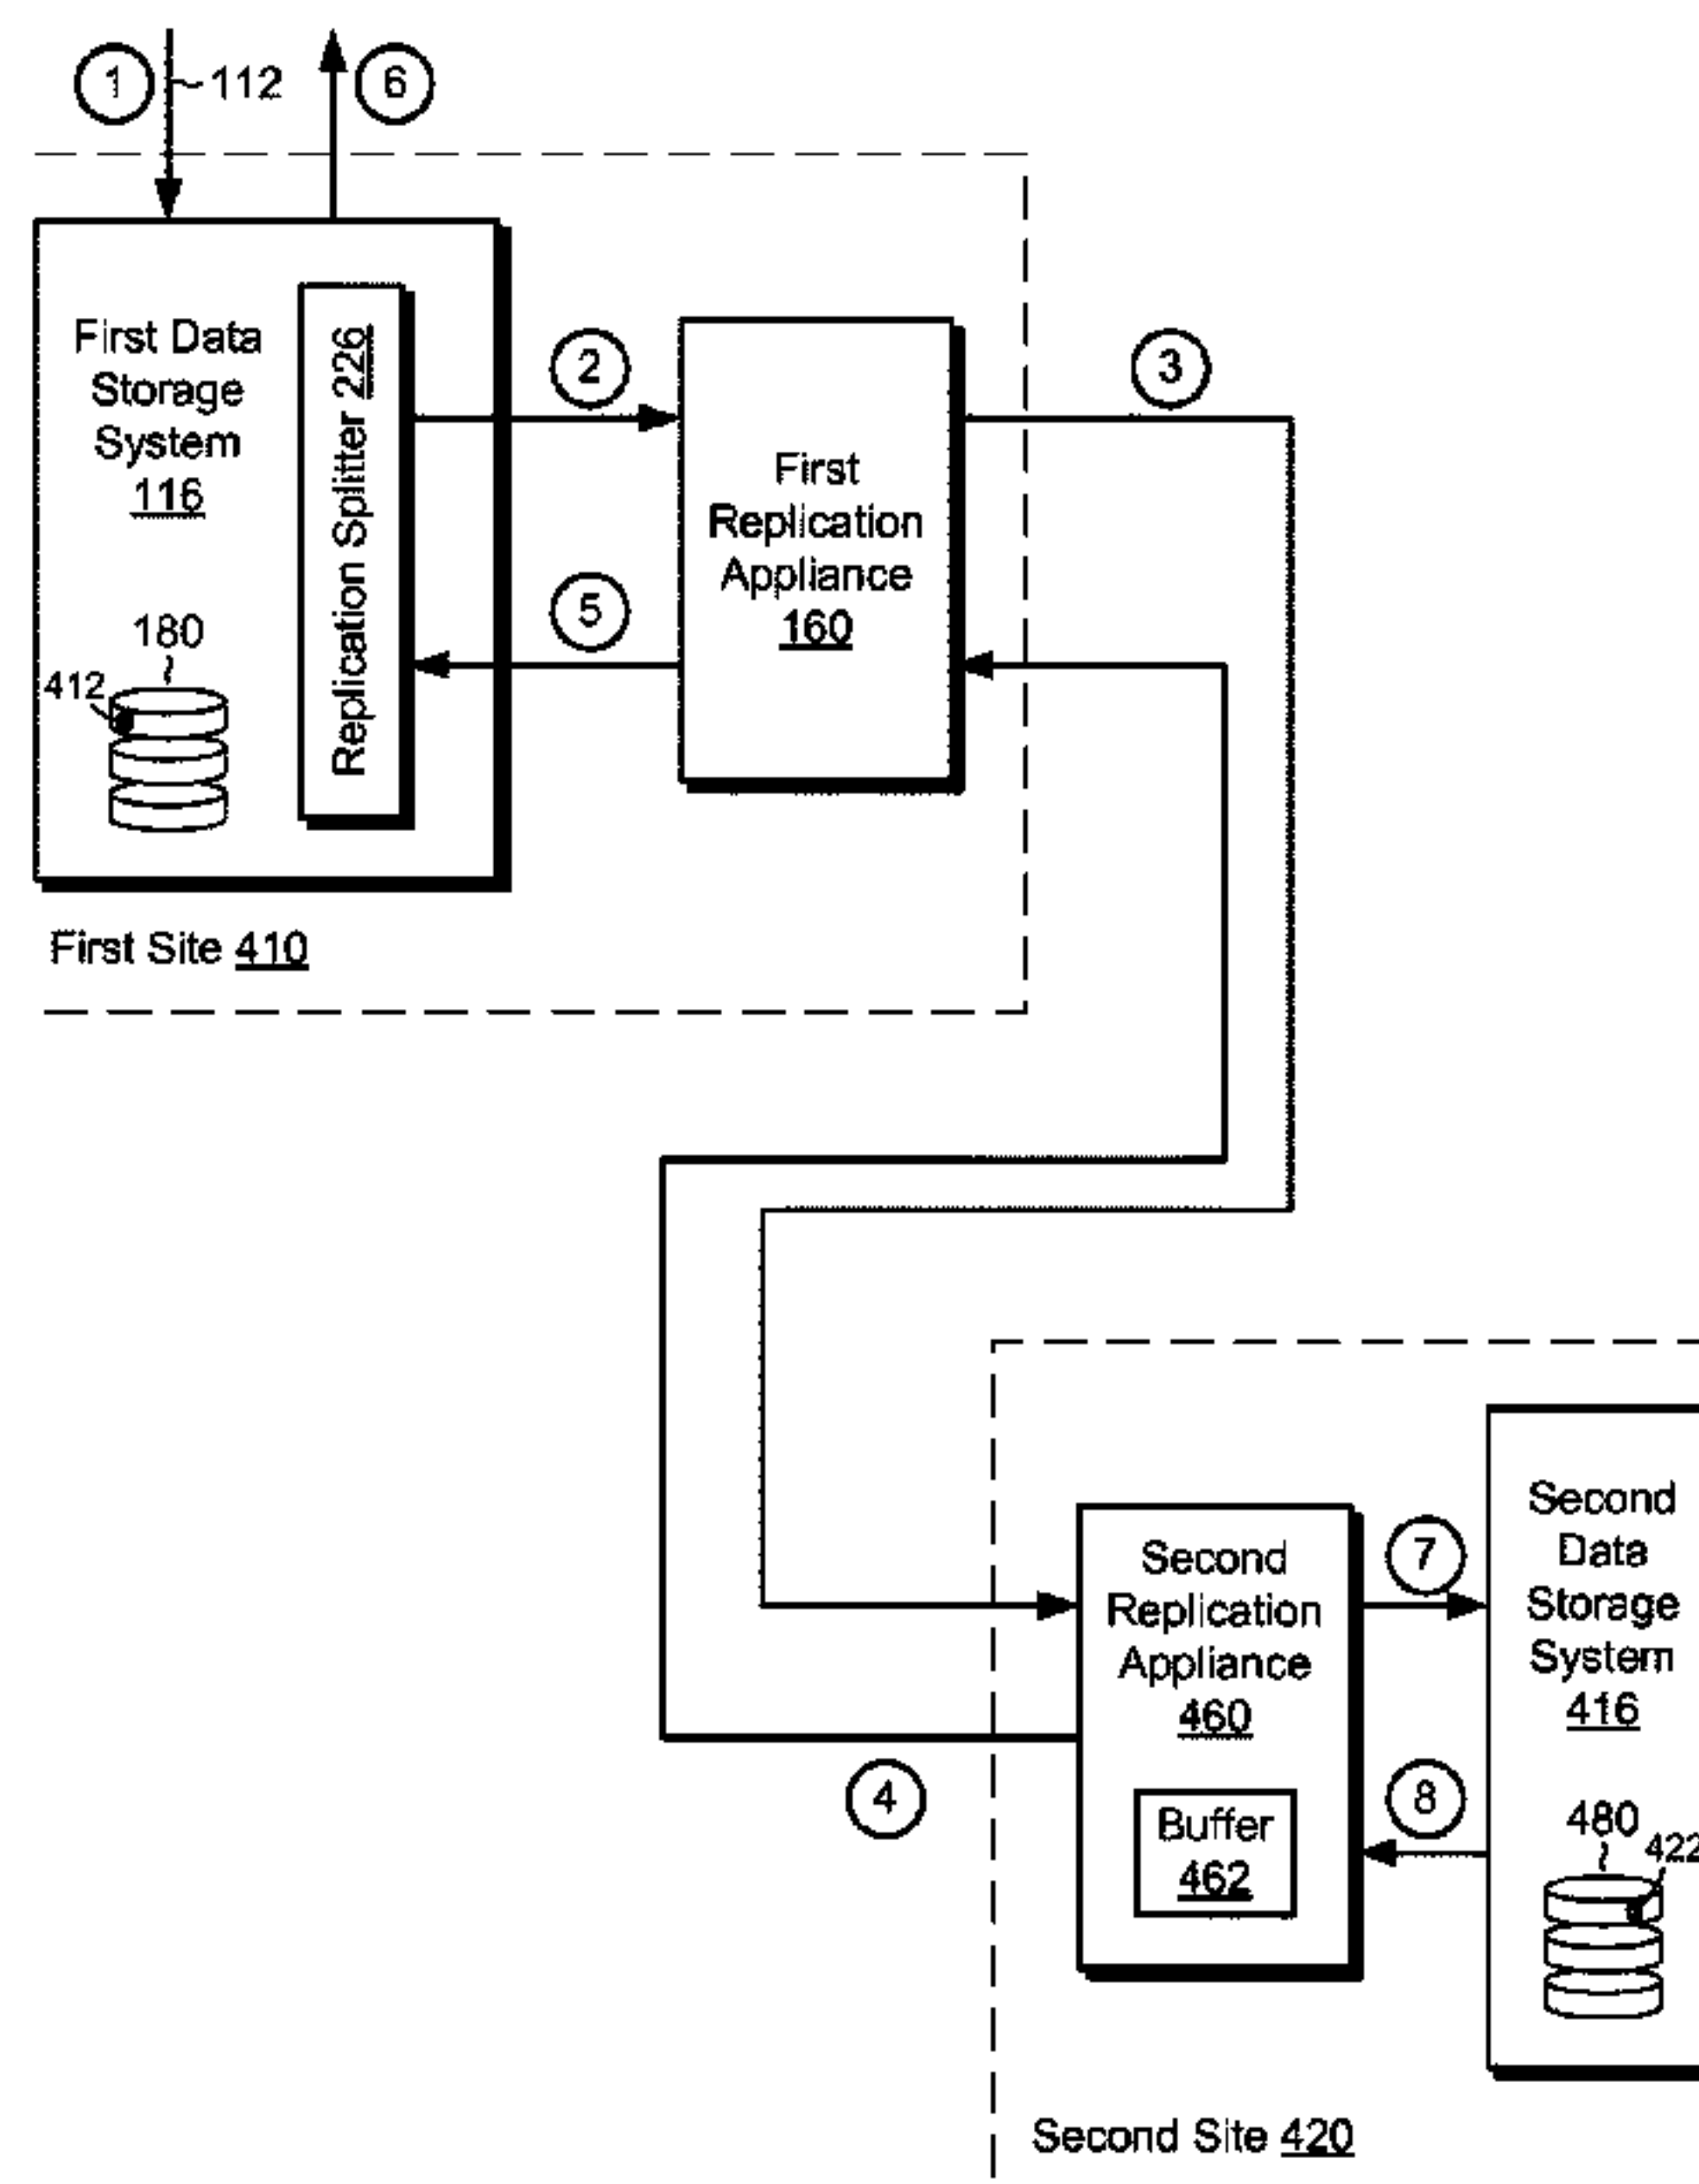 1
112
6
First Data
Storage
System
116
Replication Splitter 226
180
412
2
5
First
Replication
Appliance
160
3
First Site 410
Second
Replication
Appliance
460
Buffer
462
4
7
8
Second
Data
Storage
System
416
480
422
Second Site 420